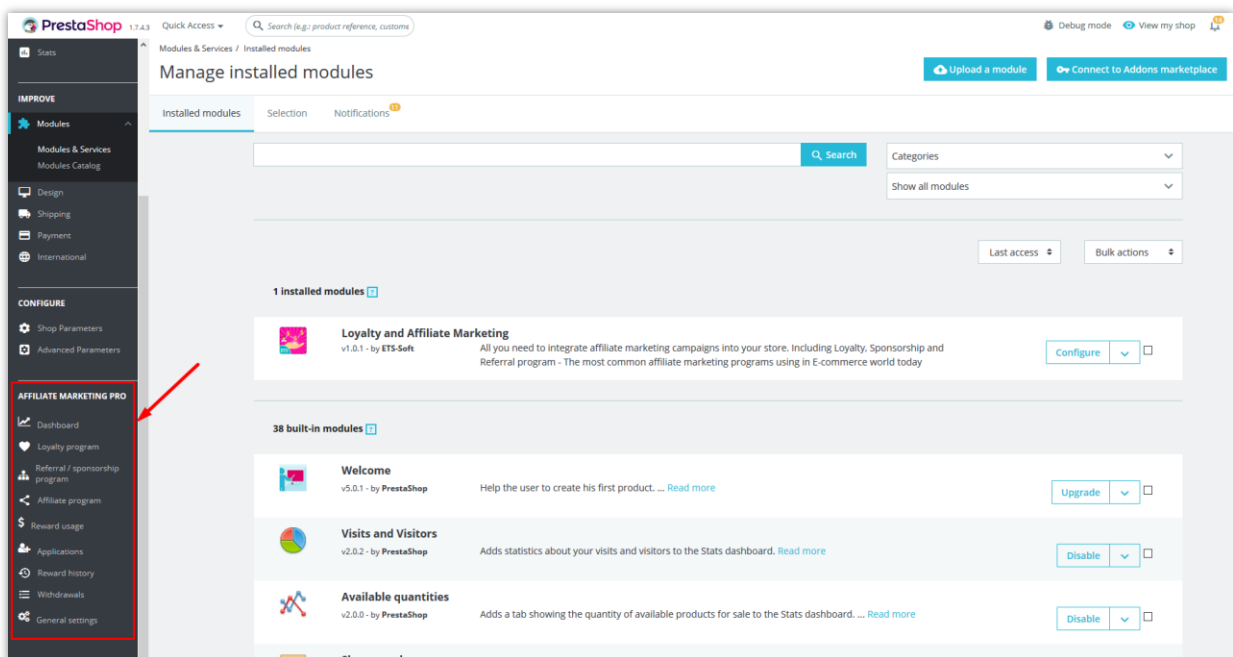 PrestaShop 1.7.4.3
Quick Access
Search (e.g.: product reference, custome
Debug mode
View my shop
Stats
IMPROVE
Modules
Modules & Services
Modules Catalog
Design
Shipping
Payment
International
CONFIGURE
Shop Parameters
Advanced Parameters
AFFILIATE MARKETING PRO
Dashboard
Loyalty program
Referral / sponsorship
program
Affiliate program
Reward usage
Applications
Reward history
Withdrawals
General settings
Modules & Services / Installed modules
Manage installed modules
Upload a module
Connect to Addons marketplace
Installed modules
Selection
Notifications
Search
Categories
Show all modules
Last access
Bulk actions
1 installed modules ?
Loyalty and Affiliate Marketing
v1.0.1 - by ETS-Soft
All you need to integrate affiliate marketing campaigns into your store. Including Loyalty, Sponsorship and
Referral program - The most common affiliate marketing programs using in E-commerce world today
Configure
38 built-in modules ?
Welcome
v5.0.1 - by PrestaShop
Help the user to create his first product. ... Read more
Upgrade
Visits and Visitors
v2.0.2 - by PrestaShop
Adds statistics about your visits and visitors to the Stats dashboard. Read more
Disable
Available quantities
v2.0.0 - by PrestaShop
Adds a tab showing the quantity of available products for sale to the Stats dashboard. ... Read more
Disable